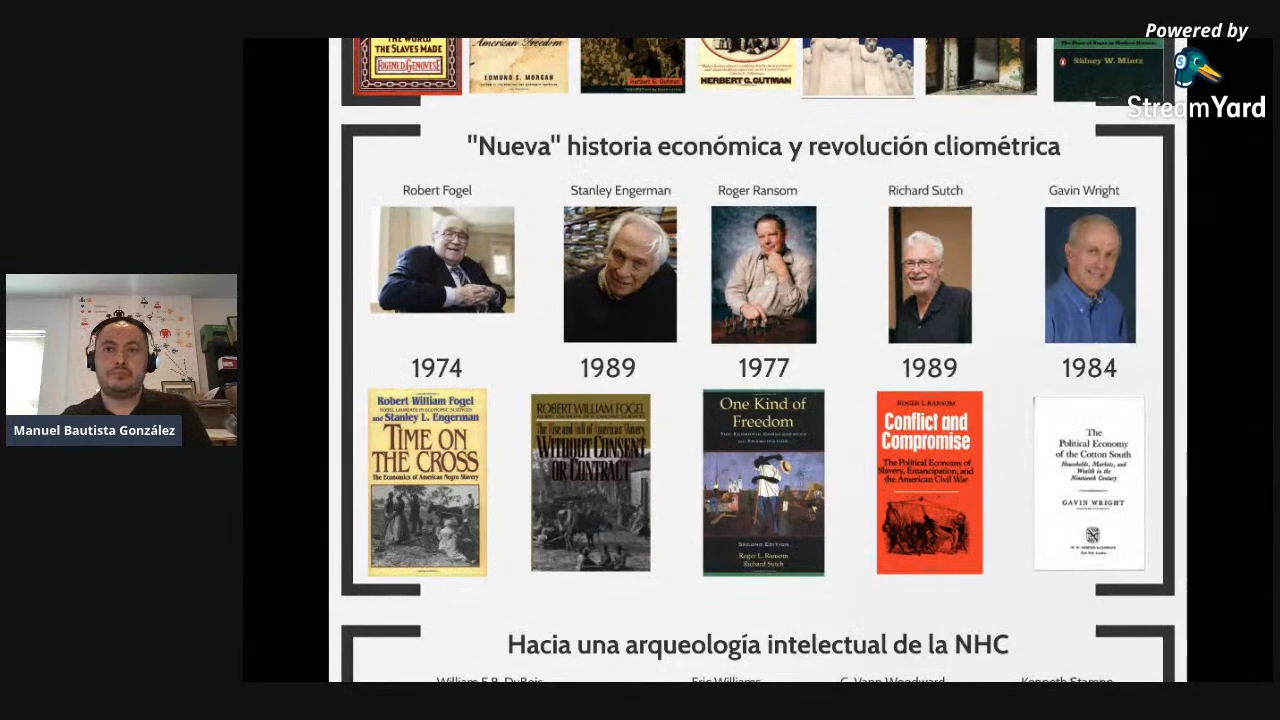 Powered by
StreamYard
THE WORLD
THE SLAVES MADE
EUGENE D. GENOVESE
American Freedom
EDMUND S. MORGAN
Herbert G. Gutman
HERBERT G. GUTMAN
Sidney W. Mintz
"Nueva" historia económica y revolución cliométrica
Robert Fogel
Stanley Engerman
Roger Ransom
Richard Sutch
Gavin Wright
1974
1989
1977
1989
1984
Robert William Fogel
and Stanley L. Engerman
TIME ON
THE CROSS
The Economics of American Negro Slavery
ROBERT WILLIAM FOGEL
The Rise and Fall of American Slavery
WITHOUT CONSENT
OR CONTRACT
One Kind of
Freedom
THE ECONOMIC CONSEQUENCES
OF EMANCIPATION
SECOND EDITION
Roger L. Ransom
Richard Sutch
ROGER L. RANSOM
Conflict and
Compromise
The Political Economy of
Slavery, Emancipation, and
the American Civil War
The
Political Economy
of the Cotton South
Households, Markets, and
Wealth in the
Nineteenth Century
GAVIN WRIGHT
Manuel Bautista González
Hacia una arqueología intelectual de la NHC
William E.B. DuBois
Eric Williams
C. Vann Woodward
Kenneth Stampp